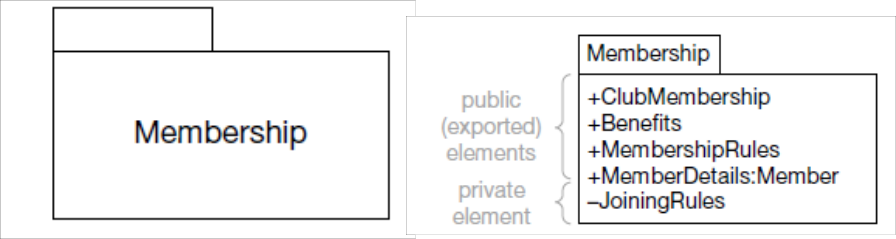 Membership
Membership
public
(exported)
elements
+ClubMembership
+Benefits
+MembershipRules
+MemberDetails:Member
private
element
–JoiningRules